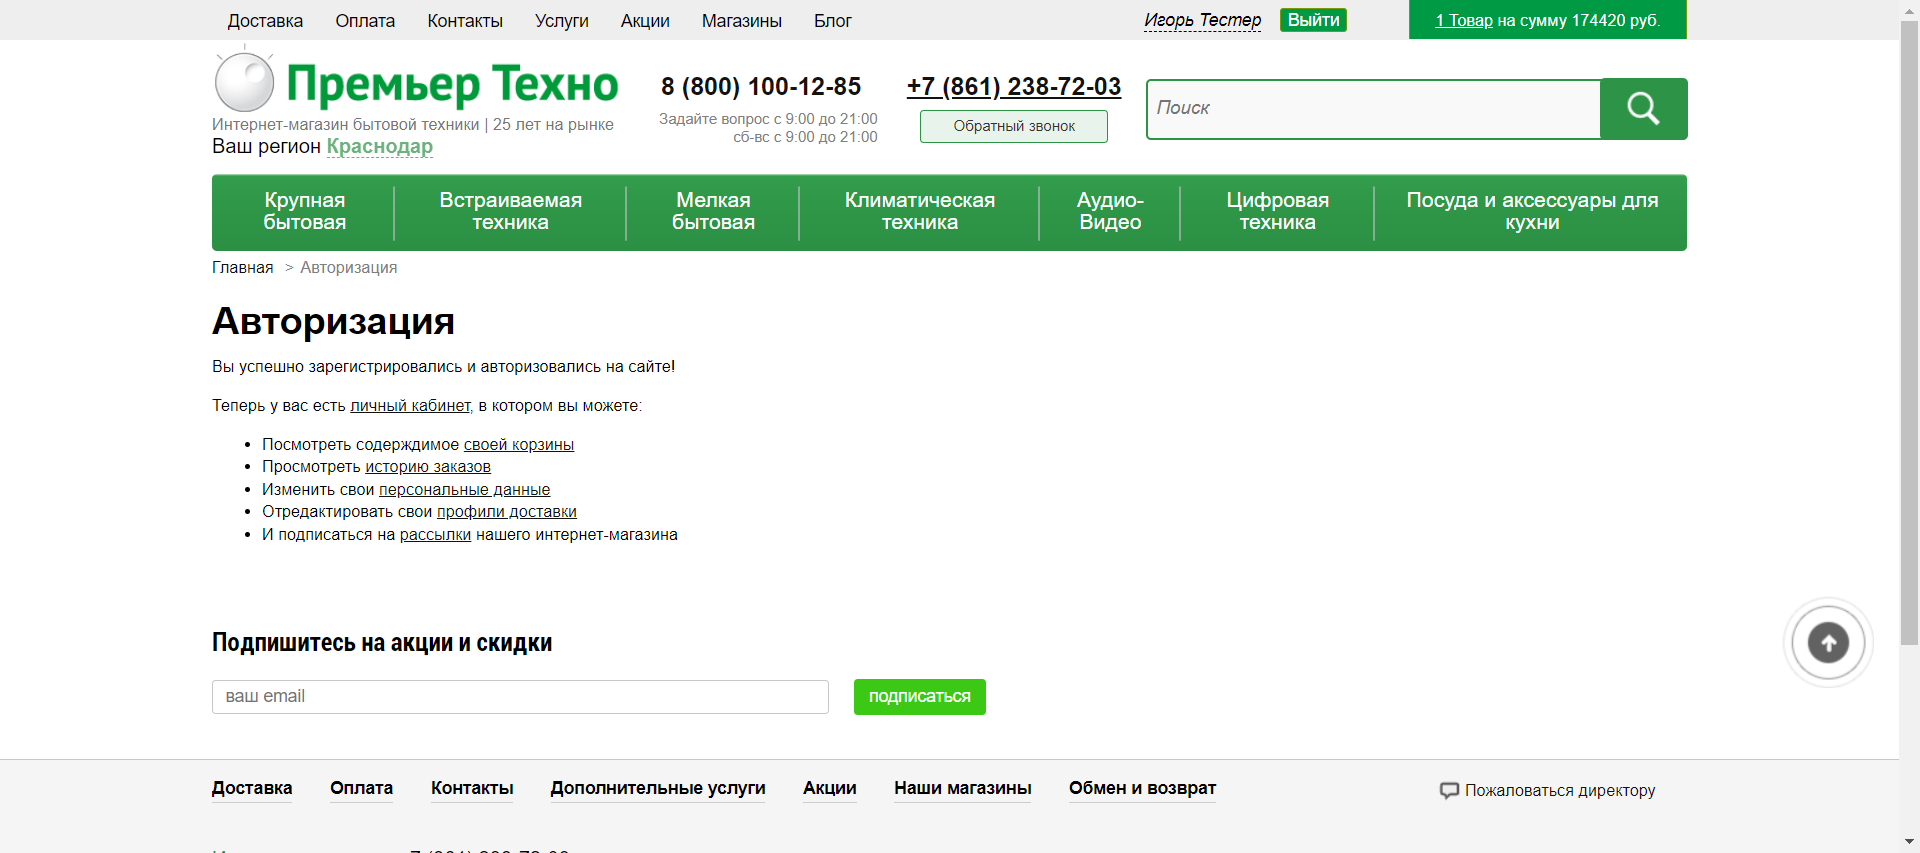 Доставка Оплата Контакты Услуги Акции Магазины Блог Игорь Тестер Выйти 1 Товар на сумму 174420 руб.
Премьер Техно
Интернет-магазин бытовой техники | 25 лет на рынке
Ваш регион Краснодар
8 (800) 100-12-85
Задайте вопрос с 9:00 до 21:00
сб-вс с 9:00 до 21:00
+7 (861) 238-72-03
Обратный звонок
Поиск
Крупная
бытовая
Встраиваемая
техника
Мелкая
бытовая
Климатическая
техника
Аудио-
Видео
Цифровая
техника
Посуда и аксессуары для
кухни
Главная > Авторизация
Авторизация
Вы успешно зарегистрировались и авторизовались на сайте!
Теперь у вас есть личный кабинет, в котором вы можете:
• Посмотреть содерждимое своей корзины
• Просмотреть историю заказов
• Изменить свои персональные данные
• Отредактировать свои профили доставки
• И подписаться на рассылки нашего интернет-магазина
Подпишитесь на акции и скидки
ваш email подписаться
Доставка Оплата Контакты Дополнительные услуги Акции Наши магазины Обмен и возврат Пожаловаться директору